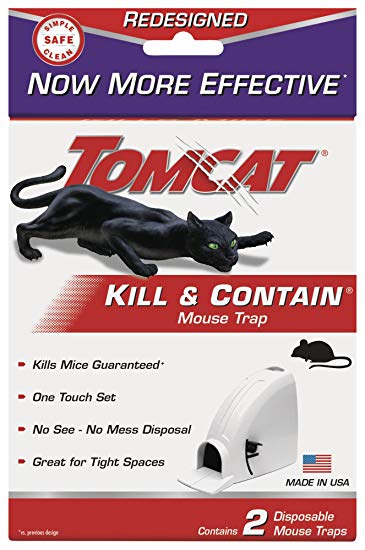 REDESIGNED
SIMPLE
SAFE
CLEAN
NOW MORE EFFECTIVE*
TOMCAT®
KILL & CONTAIN®
Mouse Trap
Kills Mice Guaranteed+
One Touch Set
No See - No Mess Disposal
Great for Tight Spaces
MADE IN USA
*vs. previous design
Contains 2 Disposable
Mouse Traps